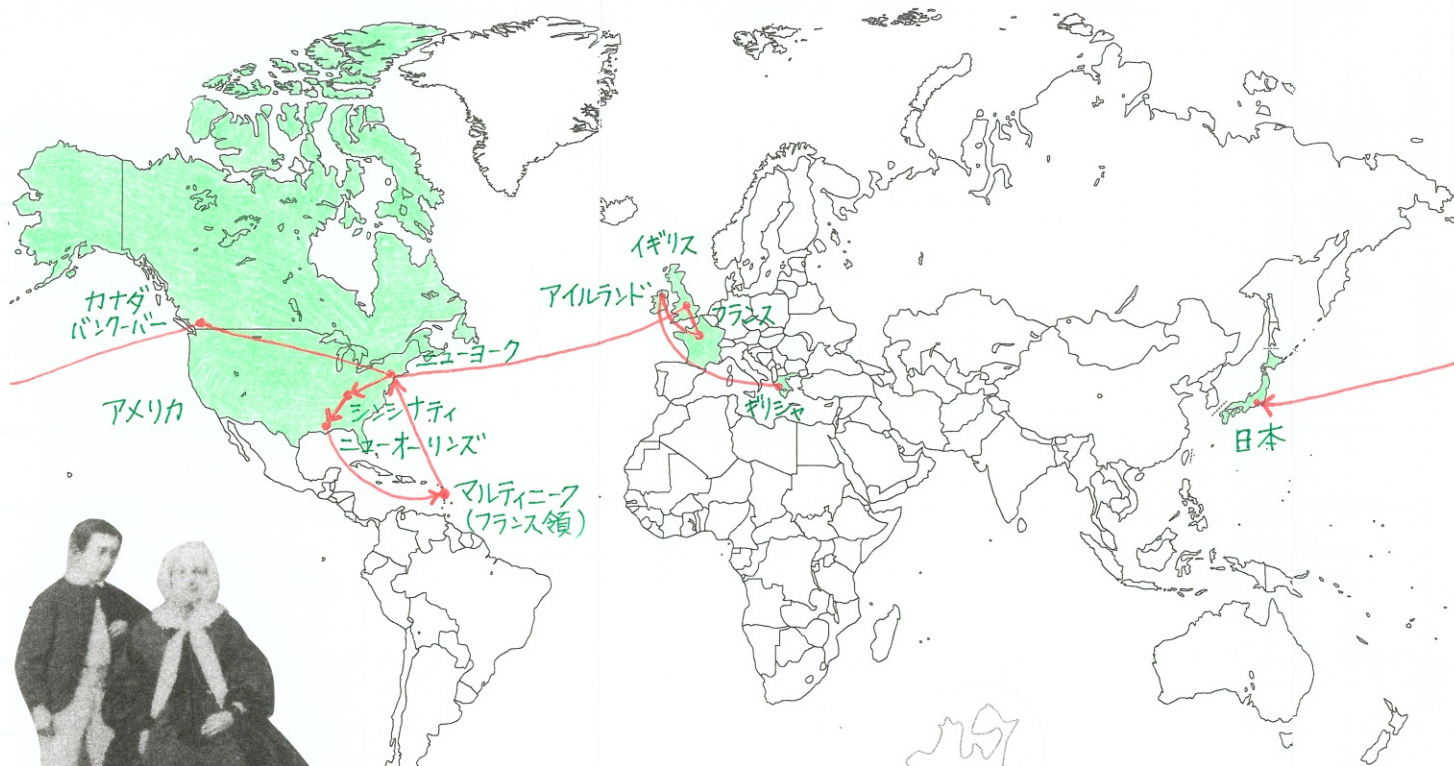 イギリス
アイルランド
フランス
カナダ
バンクーバー
ニューヨーク
アメリカ
シンシナティ
ギリシャ
ニューオーリンズ
日本
マルティニーク
(フランス領)